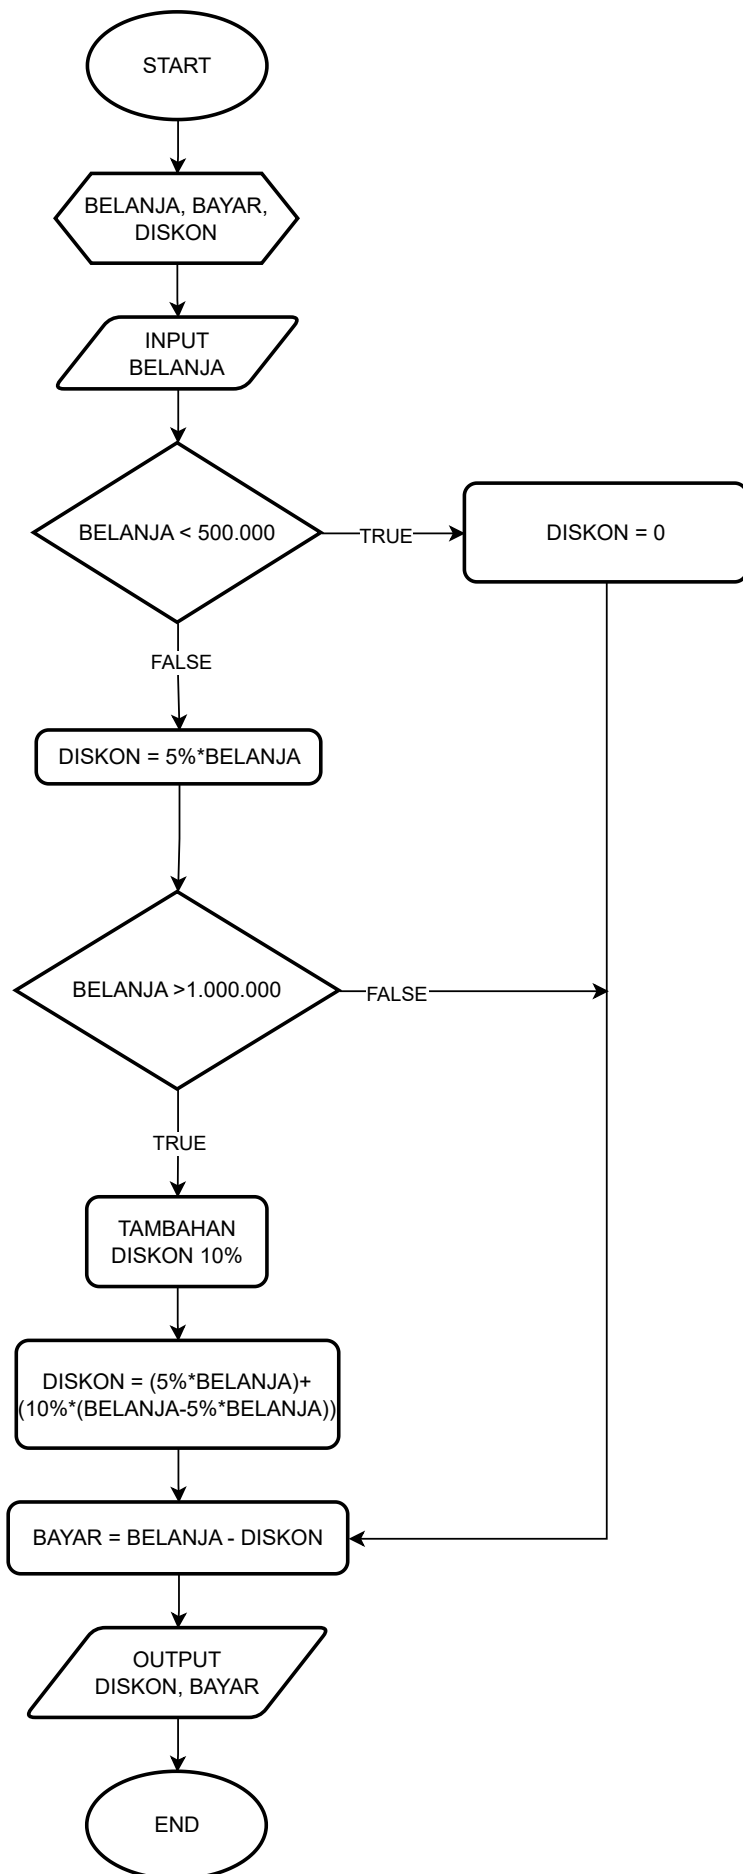 START
BELANJA, BAYAR,
DISKON
INPUT
BELANJA
BELANJA < 500.000
TRUE
DISKON = 0
FALSE
DISKON = 5%*BELANJA
BELANJA >1.000.000
FALSE
TRUE
TAMBAHAN
DISKON 10%
DISKON = (5%*BELANJA)+
(10%*(BELANJA-5%*BELANJA))
BAYAR = BELANJA - DISKON
OUTPUT
DISKON, BAYAR
END